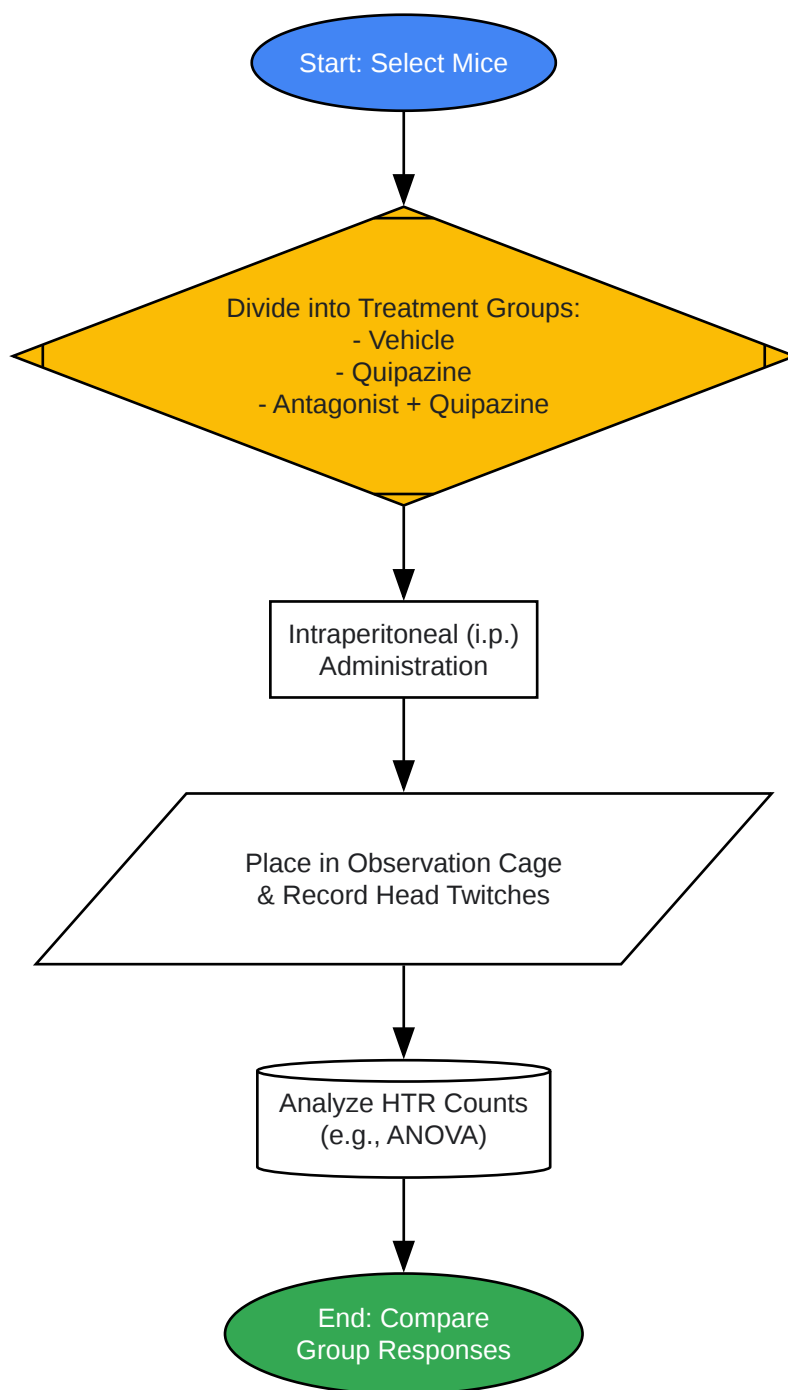 Start: Select Mice
Divide into Treatment Groups:
- Vehicle
- Quipazine
- Antagonist + Quipazine
Intraperitoneal (i.p.)
Administration
Place in Observation Cage
& Record Head Twitches
Analyze HTR Counts
(e.g., ANOVA)
End: Compare
Group Responses